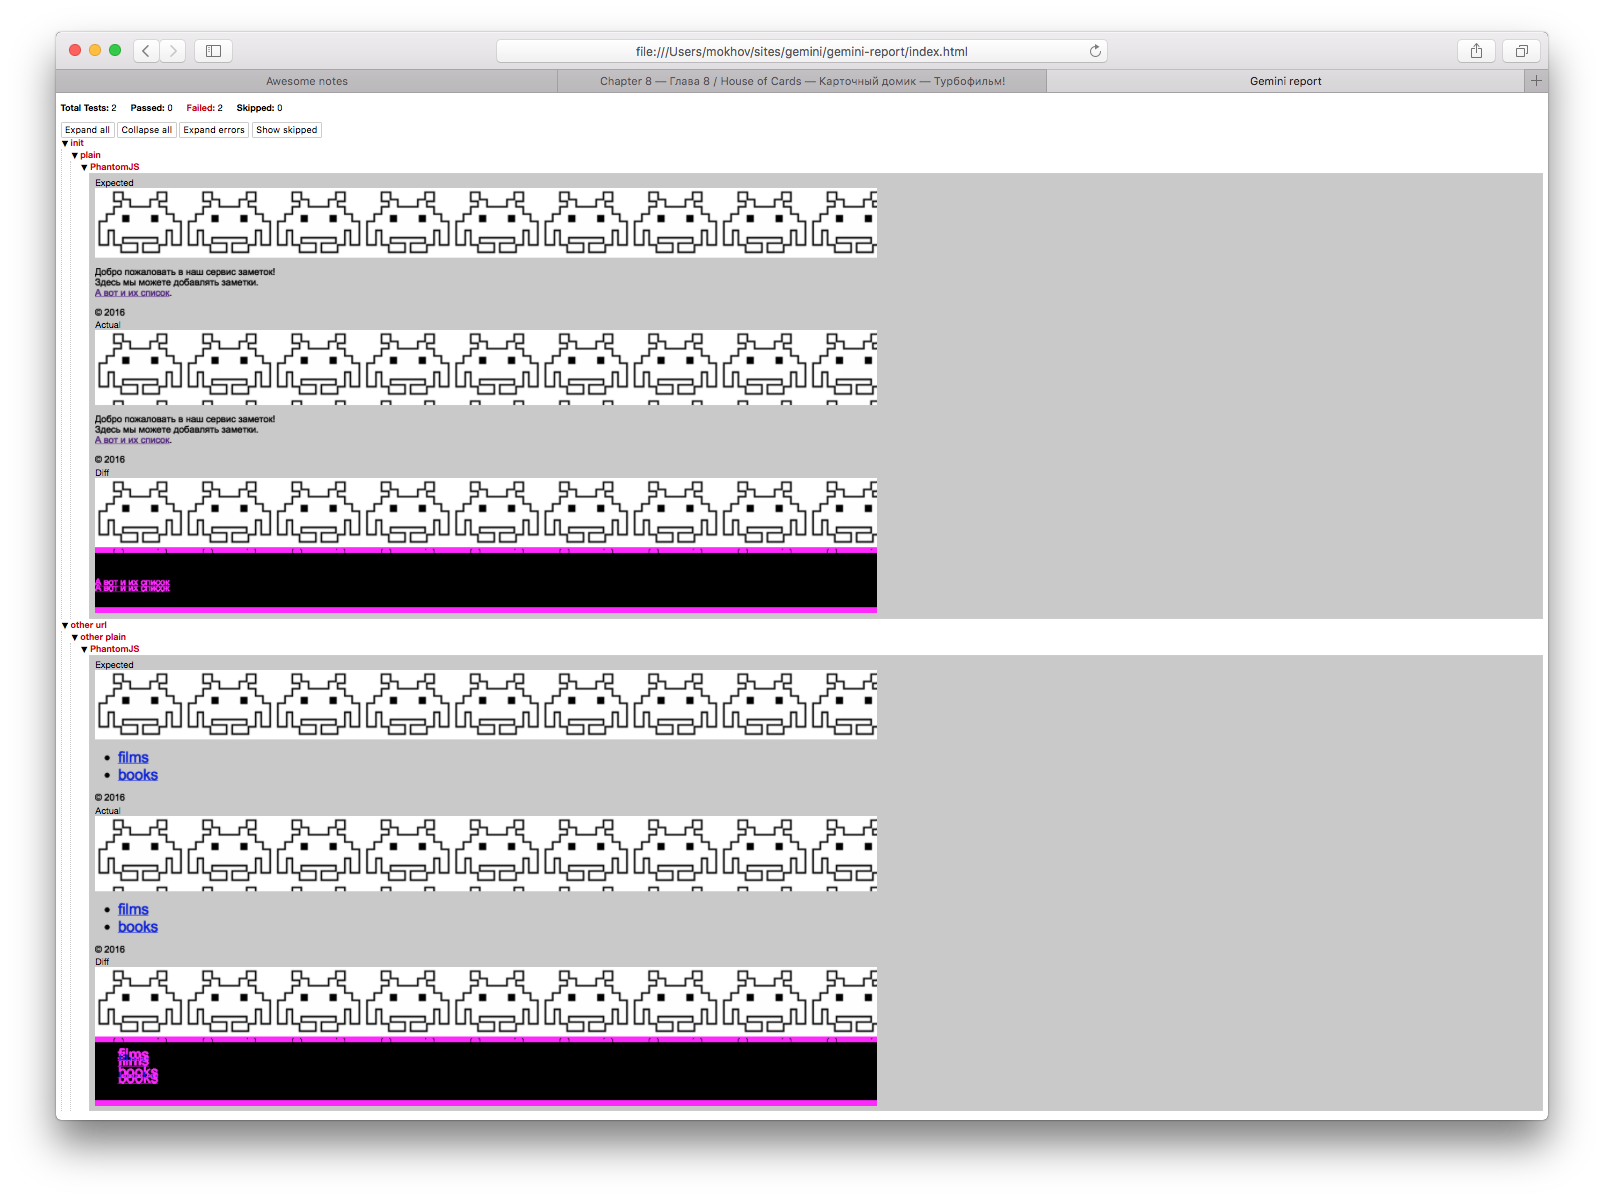 file:///Users/mokhov/sites/gemini/gemini-report/index.html
Awesome notes
Chapter 8 — Глава 8 / House of Cards — Карточный домик — Турбофильм!
Gemini report
Total Tests: 2 Passed: 0 Failed: 2 Skipped: 0
Expand all Collapse all Expand errors Show skipped
init
plain
PhantomJS
Expected
Добро пожаловать в наш сервис заметок!
Здесь мы можете добавлять заметки.
А вот и их список.
© 2016
Actual
Добро пожаловать в наш сервис заметок!
Здесь мы можете добавлять заметки.
А вот и их список.
© 2016
Diff
А вот и их список
А вот и их список
other url
other plain
PhantomJS
Expected
films
books
© 2016
Actual
films
books
© 2016
Diff
films
films
books
books